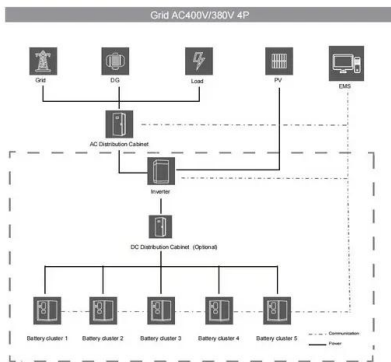 Grid AC400V/380V 4P
Grid
DG
Load
PV
EMS
AC Distribution Cabinet
Inverter
DC Distribution Cabinet (Optional)
Battery cluster 1
Battery cluster 2
Battery cluster 3
Battery cluster 4
Battery cluster 5
Communication
Power